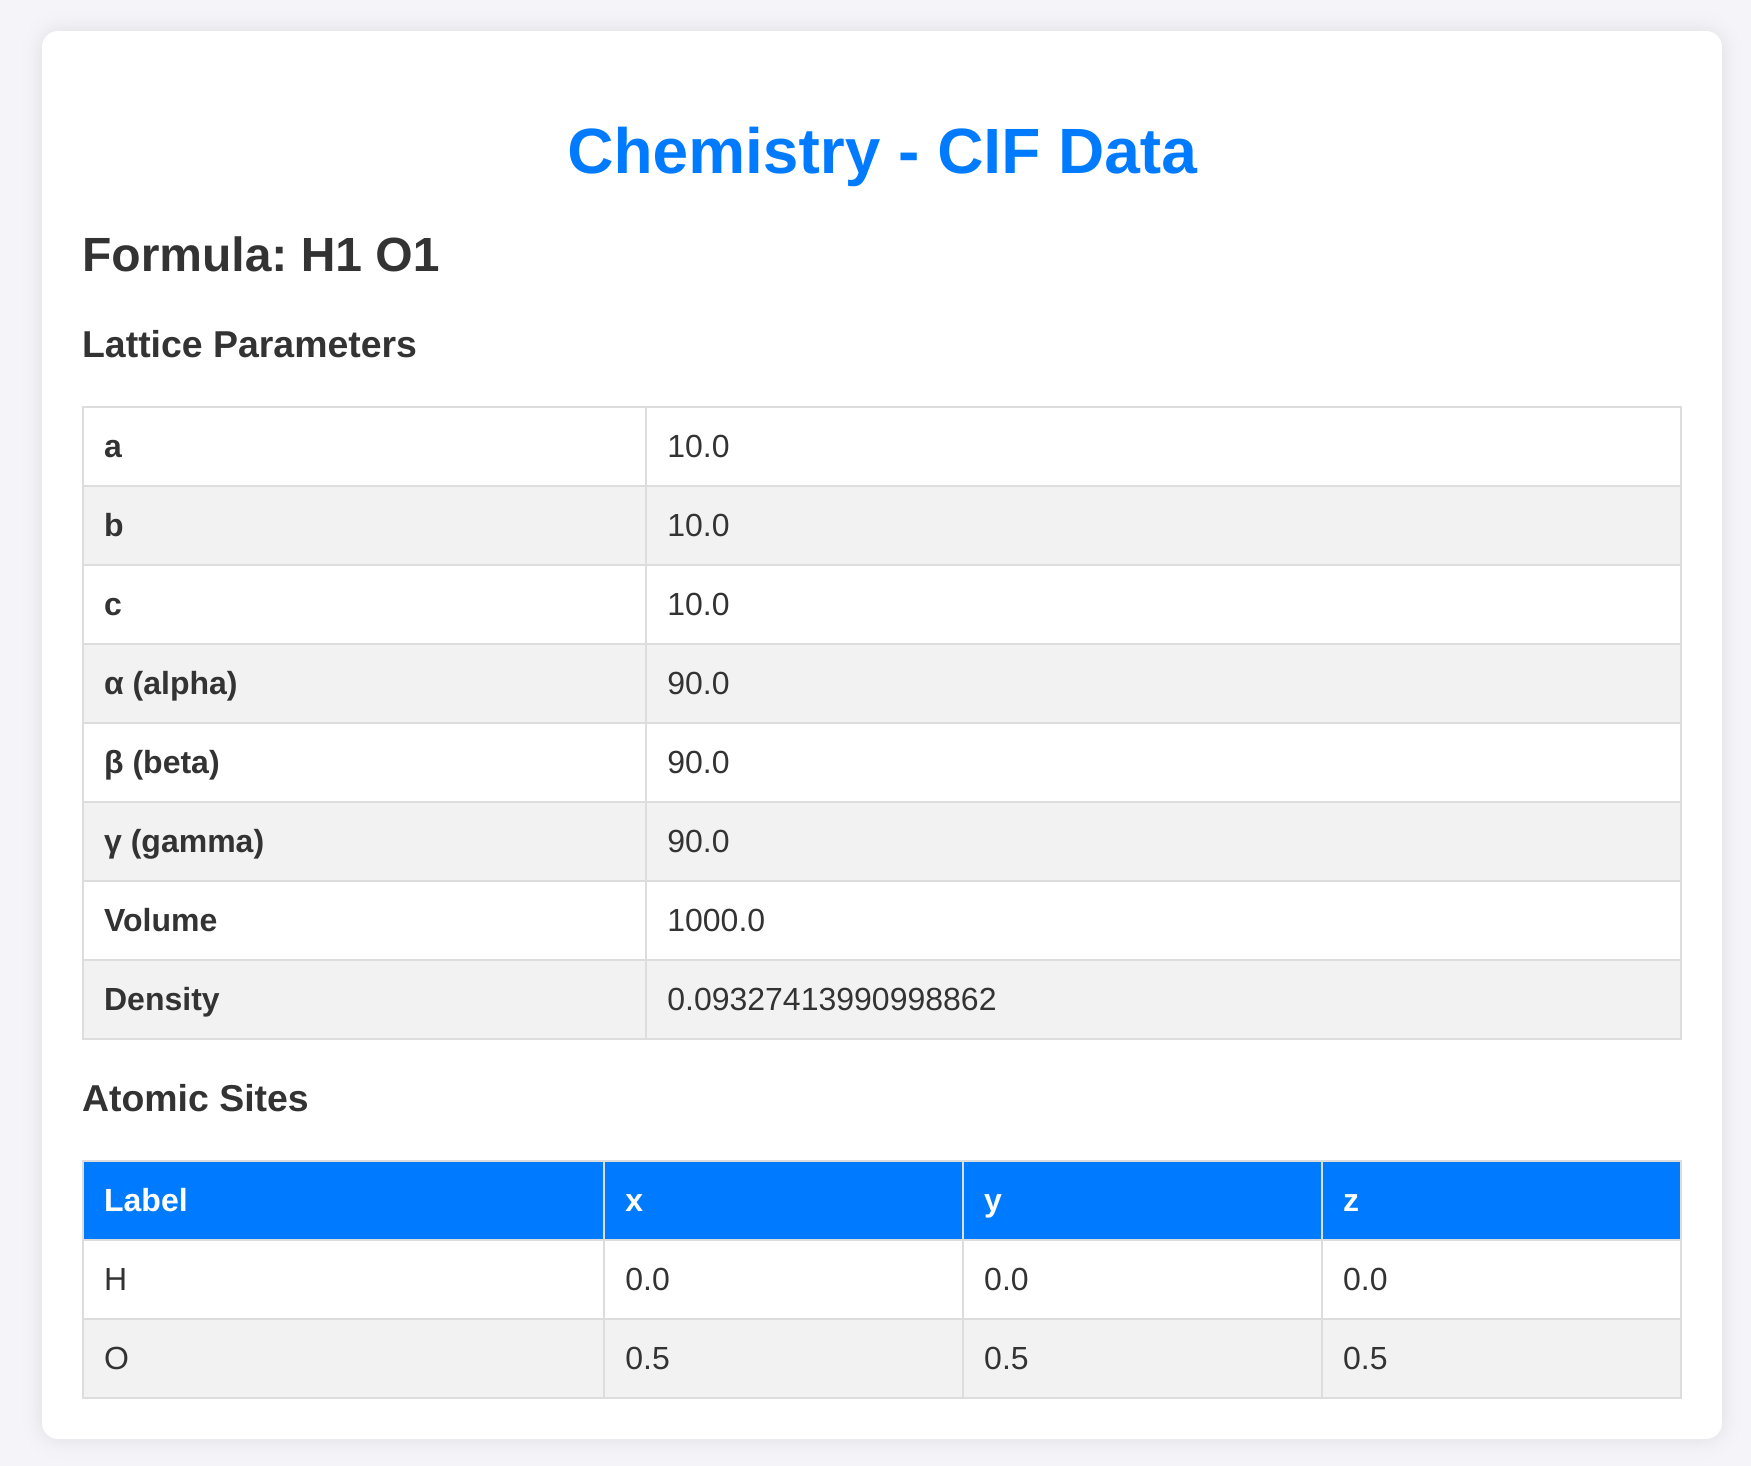 Chemistry - CIF Data
Formula: H1 O1
Lattice Parameters
a 10.0
b 10.0
c 10.0
α (alpha) 90.0
β (beta) 90.0
γ (gamma) 90.0
Volume 1000.0
Density 0.09327413990998862
Atomic Sites
Label x y z
H 0.0 0.0 0.0
O 0.5 0.5 0.5